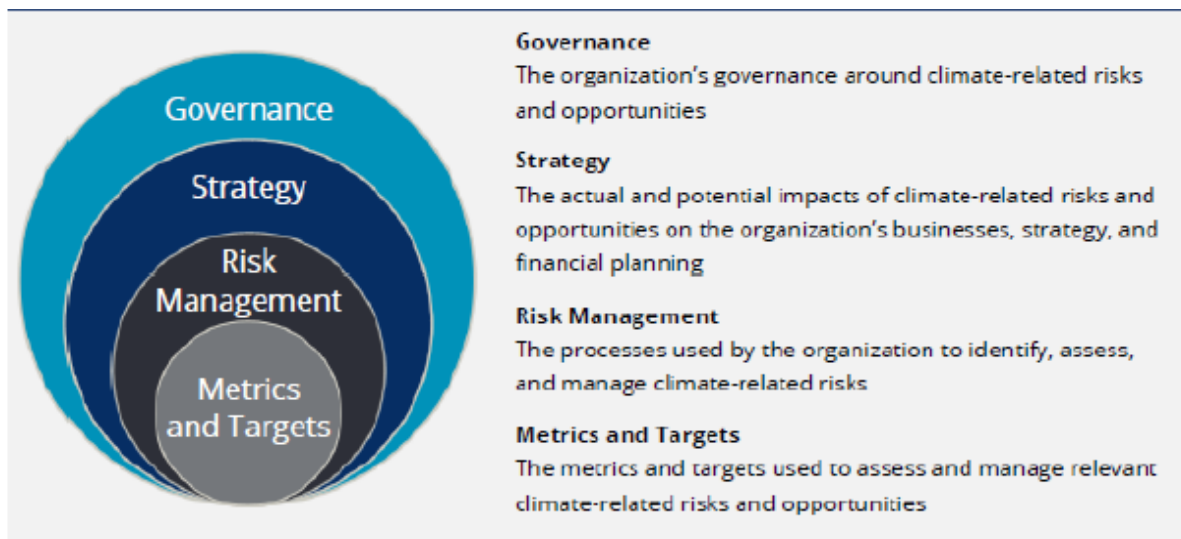 Governance
Strategy
Risk
Management
Metrics
and Targets
Governance
The organization's governance around climate-related risks
and opportunities
Strategy
The actual and potential impacts of climate-related risks and
opportunities on the organization's businesses, strategy, and
financial planning
Risk Management
The processes used by the organization to identify, assess,
and manage climate-related risks
Metrics and Targets
The metrics and targets used to assess and manage relevant
climate-related risks and opportunities